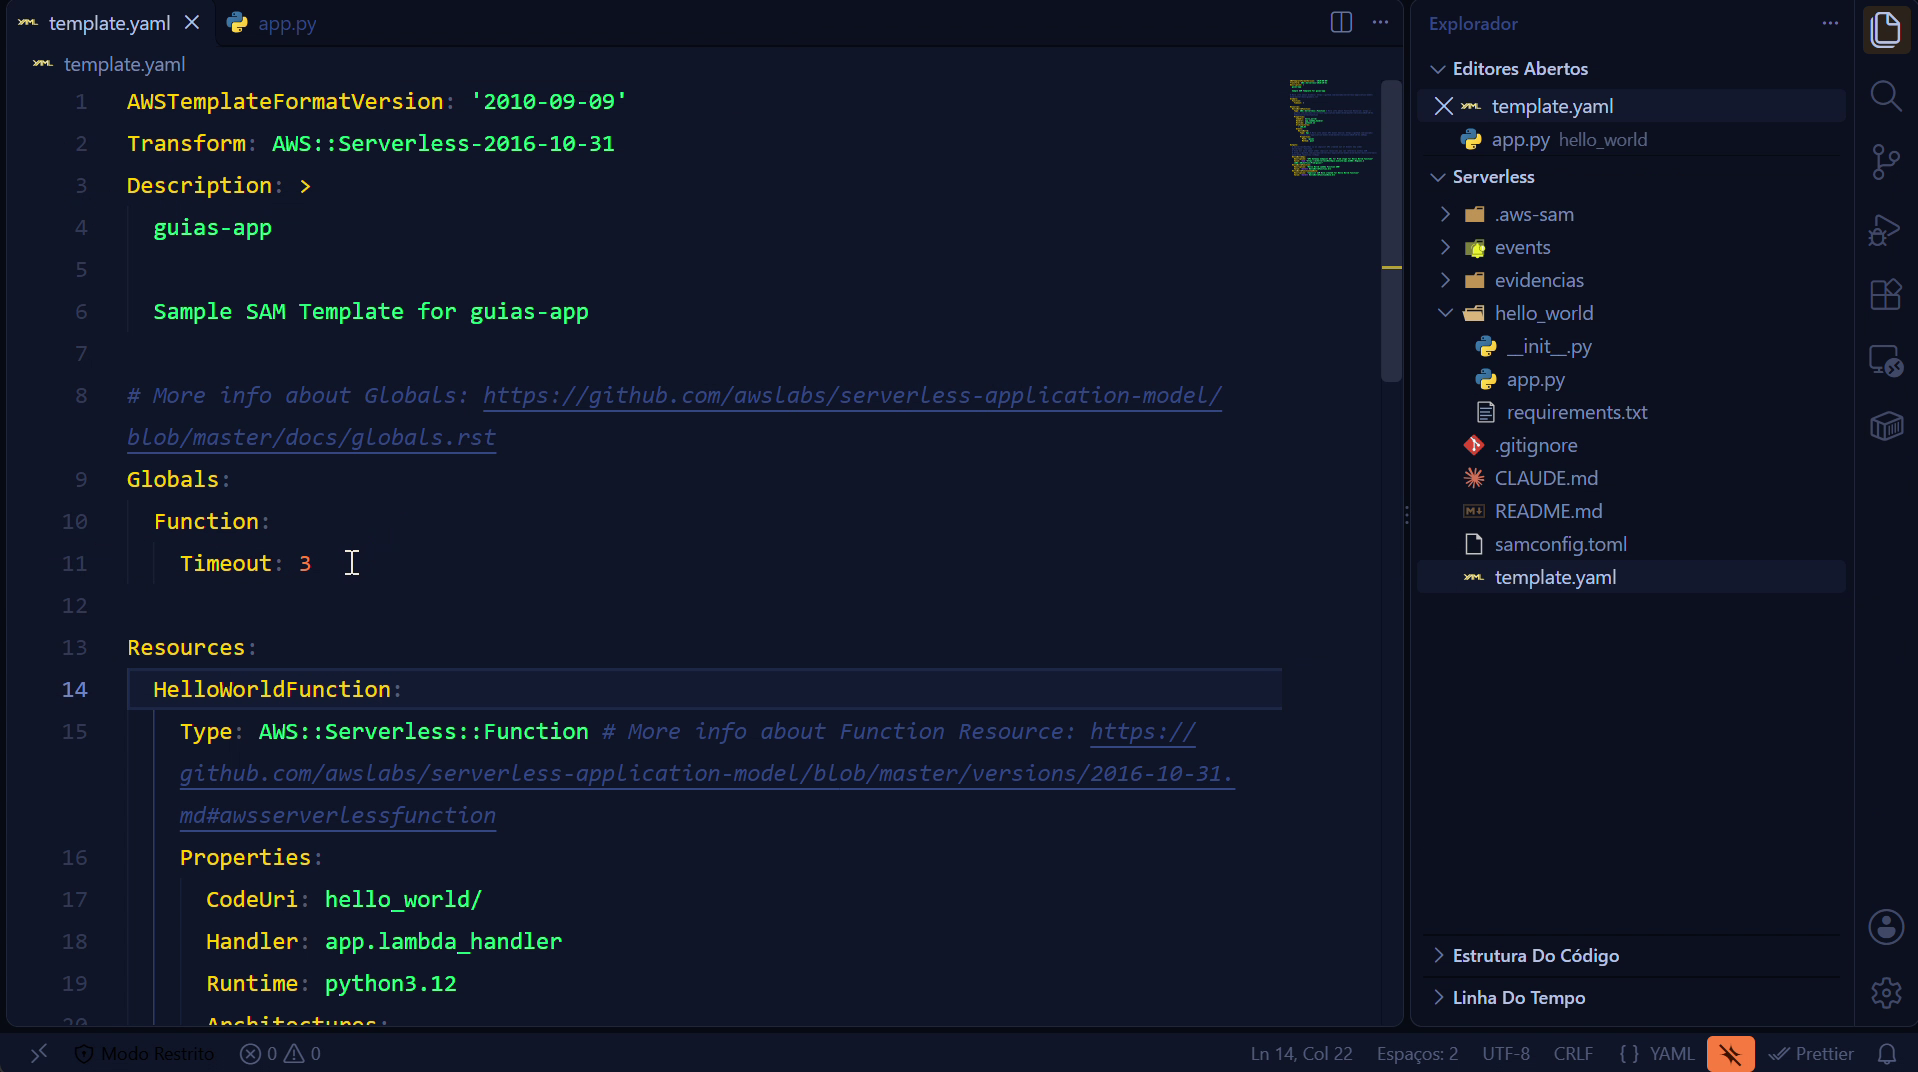 template.yaml
app.py
template.yaml
1 AWSTemplateFormatVersion: '2010-09-09'
2 Transform: AWS::Serverless-2016-10-31
3 Description: >
4 guias-app
5
6 Sample SAM Template for guias-app
7
8 # More info about Globals: https://github.com/awslabs/serverless-application-model/
blob/master/docs/globals.rst
9 Globals:
10 Function:
11 Timeout: 3
12
13 Resources:
14 HelloWorldFunction:
15 Type: AWS::Serverless::Function # More info about Function Resource: https://
github.com/awslabs/serverless-application-model/blob/master/versions/2016-10-31.
md#awsserverlessfunction
16 Properties:
17 CodeUri: hello_world/
18 Handler: app.lambda_handler
19 Runtime: python3.12
20 Architectures:
Explorador
Editores Abertos
template.yaml
app.py hello_world
Serverless
.aws-sam
events
evidencias
hello_world
__init__.py
app.py
requirements.txt
.gitignore
CLAUDE.md
README.md
samconfig.toml
template.yaml
Estrutura Do Código
Linha Do Tempo
Modo Restrito
0
0
Ln 14, Col 22
Espaços: 2
UTF-8
CRLF
{ } YAML
Prettier